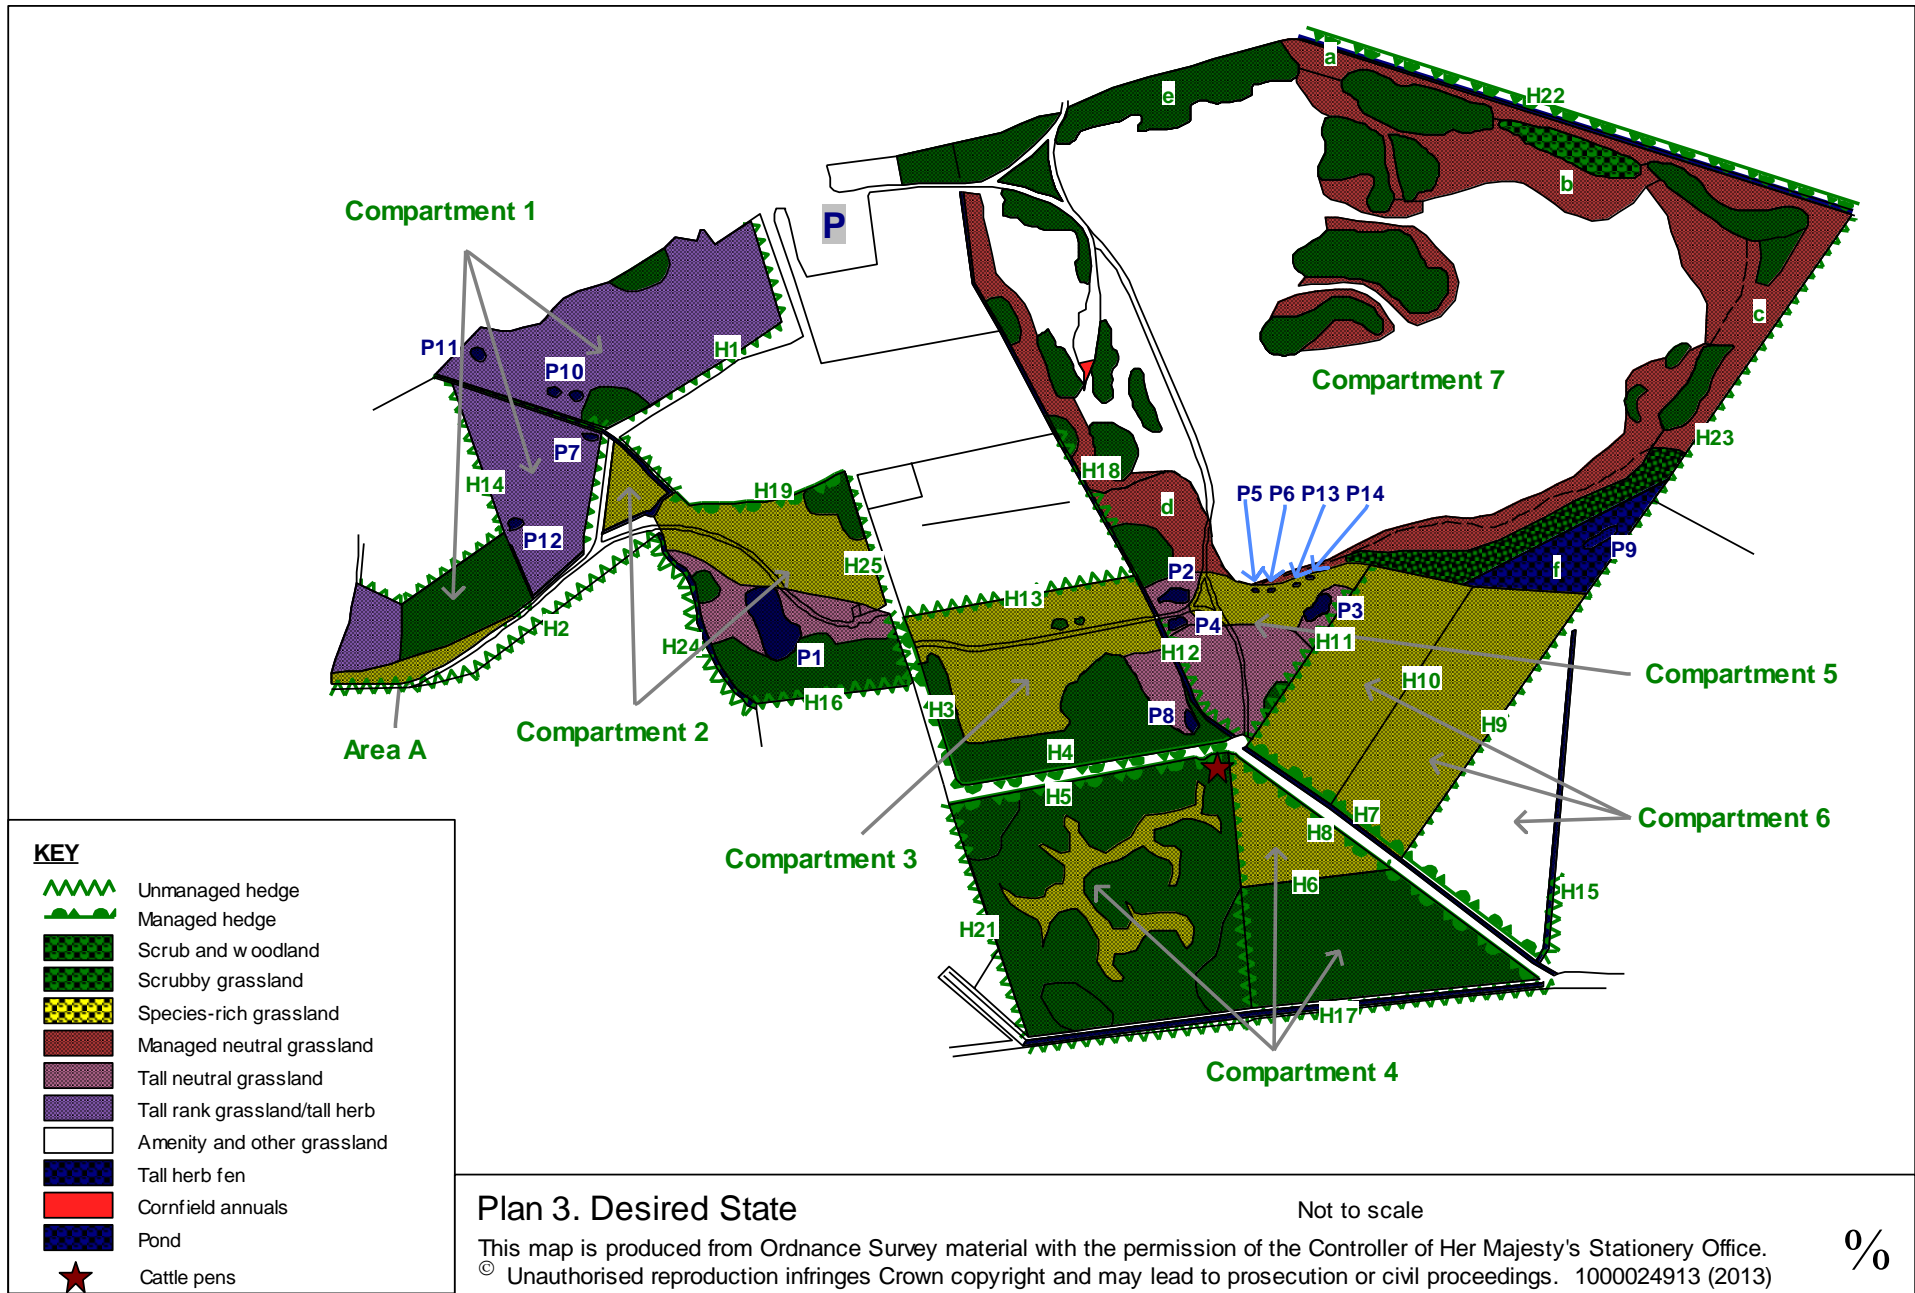 a
H22
e
b
Compartment 1
P
c
P11
H1
P10
Compartment 7
H23
P7
H14
H19
H18
P5 P6 P13 P14
d
P12
P9
H25
P2
f
H13
P3
H2
P4
H24
H12
H11
P1
Compartment 5
H10
H16
H3
P8
H9
Compartment 2
Area A
H4
H5
H7
Compartment 6
H8
Compartment 3
H6
H15
H21
H17
Compartment 4
KEY
Unmanaged hedge
Managed hedge
Scrub and woodland
Scrubby grassland
Species-rich grassland
Managed neutral grassland
Tall neutral grassland
Tall rank grassland/tall herb
Amenity and other grassland
Tall herb fen
Cornfield annuals
Pond
Cattle pens
Plan 3. Desired State
Not to scale
This map is produced from Ordnance Survey material with the permission of the Controller of Her Majesty's Stationery Office.
© Unauthorised reproduction infringes Crown copyright and may lead to prosecution or civil proceedings. 1000024913 (2013)
%